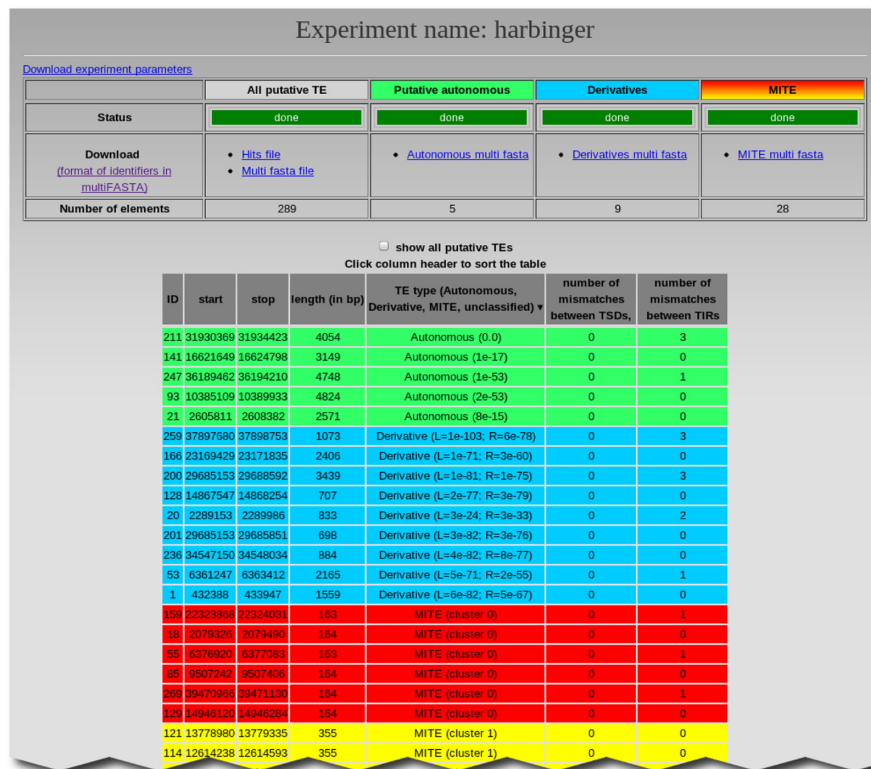 Experiment name: harbinger
Download experiment parameters
All putative TE Putative autonomous Derivatives MITE
Status done done done done
Download
(format of identifiers in
multiFASTA)
• Hits file
• Multi fasta file
• Autonomous multi fasta
• Derivatives multi fasta
• MITE multi fasta
Number of elements 289 5 9 28
show all putative TEs
Click column header to sort the table
ID start stop length (in bp) TE type (Autonomous, Derivative, MITE, unclassified) ▾ number of mismatches between TSDs, number of mismatches between TIRs
211 31930369 31934423 4054 Autonomous (0.0) 0 3
141 16621649 16624798 3149 Autonomous (1e-17) 0 0
247 36189462 36194210 4748 Autonomous (1e-53) 0 1
93 10385109 10389933 4824 Autonomous (2e-53) 0 0
21 2605811 2608382 2571 Autonomous (8e-15) 0 0
259 37897680 37898753 1073 Derivative (L=1e-103; R=6e-78) 0 3
166 23169429 23171835 2406 Derivative (L=1e-71; R=3e-60) 0 0
200 29685153 29688592 3439 Derivative (L=1e-81; R=1e-75) 0 3
128 14867547 14868254 707 Derivative (L=2e-77; R=3e-79) 0 0
20 2289153 2289986 833 Derivative (L=3e-24; R=3e-33) 0 2
201 29685153 29685851 698 Derivative (L=3e-82; R=3e-76) 0 0
236 34547150 34548034 884 Derivative (L=4e-82; R=8e-77) 0 0
53 6361247 6363412 2165 Derivative (L=5e-71; R=2e-55) 0 1
1 432388 433947 1559 Derivative (L=6e-82; R=5e-67) 0 0
159 22323868 22324031 163 MITE (cluster 0) 0 1
18 2079326 2079490 164 MITE (cluster 0) 0 0
55 6376920 6377083 163 MITE (cluster 0) 0 1
85 9507242 9507406 164 MITE (cluster 0) 0 0
269 39470966 39471130 164 MITE (cluster 0) 0 1
129 14946120 14946284 164 MITE (cluster 0) 0 0
121 13778980 13779335 355 MITE (cluster 1) 0 0
114 12614238 12614593 355 MITE (cluster 1) 0 0